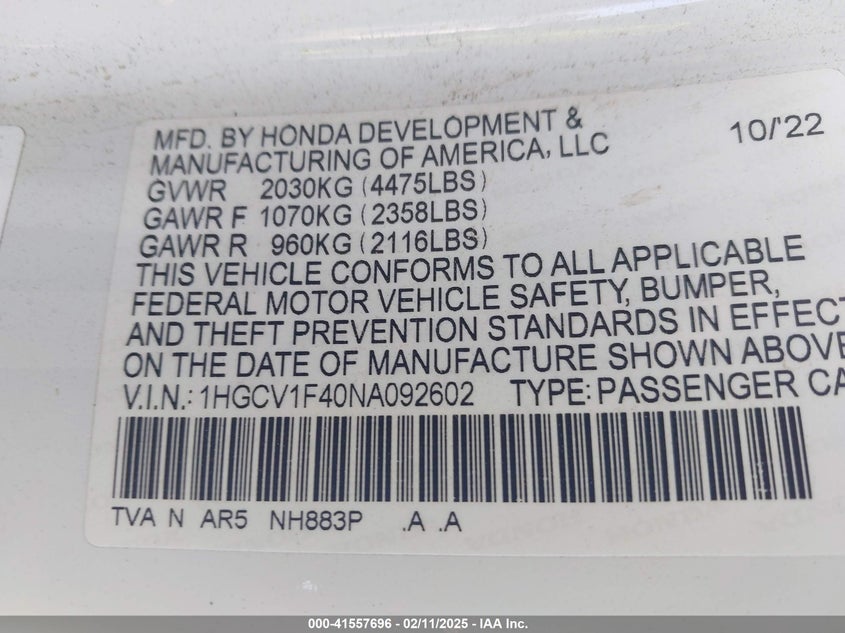 MFD. BY HONDA DEVELOPMENT &
MANUFACTURING OF AMERICA, LLC 10/'22
GVWR 2030KG (4475LBS)
GAWR F 1070KG (2358LBS)
GAWR R 960KG (2116LBS)
THIS VEHICLE CONFORMS TO ALL APPLICABLE
FEDERAL MOTOR VEHICLE SAFETY, BUMPER,
AND THEFT PREVENTION STANDARDS IN EFFECT
ON THE DATE OF MANUFACTURE SHOWN ABOVE
V.I.N.: 1HGCV1F40NA092602 TYPE: PASSENGER CA
TVA N AR5 NH883P .A .A
000-41557696 - 02/11/2025 - IAA Inc.